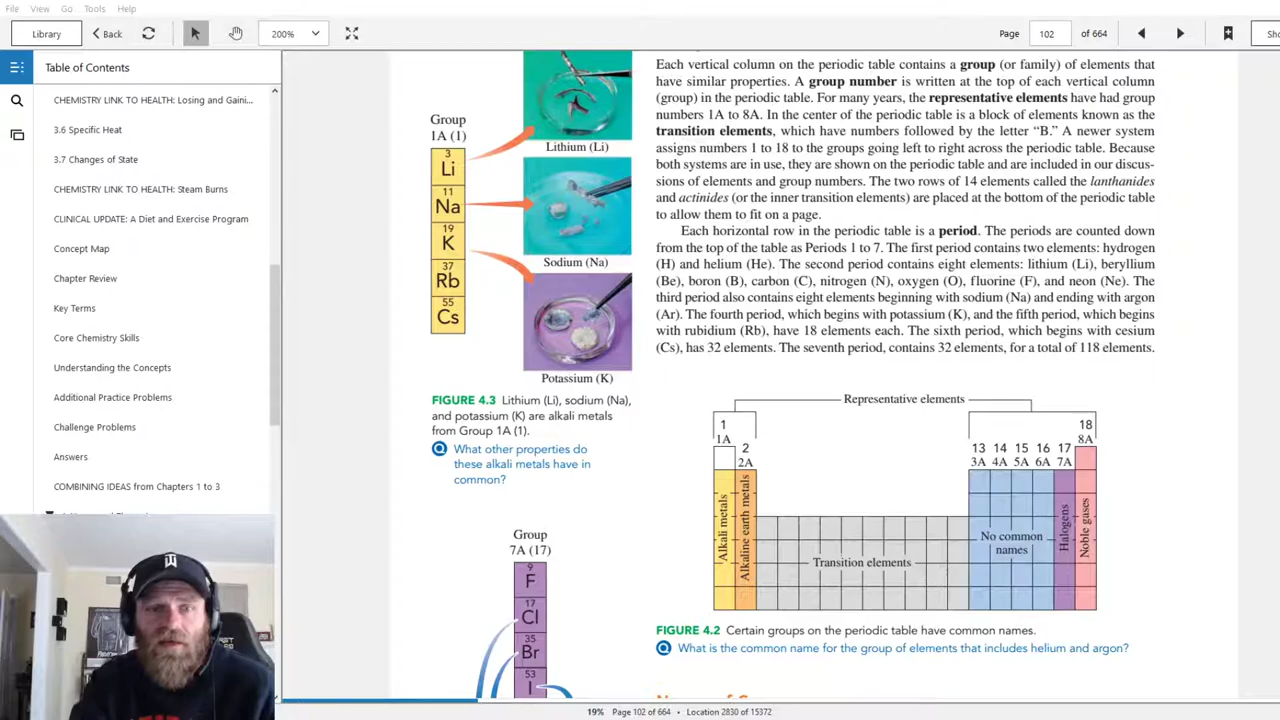 File View Go Tools Help
Library Back 200% Page 102 of 664
Table of Contents
CHEMISTRY LINK TO HEALTH: Losing and Gaini...
3.6 Specific Heat
3.7 Changes of State
CHEMISTRY LINK TO HEALTH: Steam Burns
CLINICAL UPDATE: A Diet and Exercise Program
Concept Map
Chapter Review
Key Terms
Core Chemistry Skills
Understanding the Concepts
Additional Practice Problems
Challenge Problems
Answers
COMBINING IDEAS from Chapters 1 to 3
Group
1A (1)
3
Li
11
Na
19
K
37
Rb
55
Cs
Lithium (Li)
Sodium (Na)
Potassium (K)
FIGURE 4.3 Lithium (Li), sodium (Na),
and potassium (K) are alkali metals
from Group 1A (1).
Q What other properties do
these alkali metals have in
common?
Group
7A (17)
9
F
17
Cl
35
Br
53
I
Each vertical column on the periodic table contains a group (or family) of elements that
have similar properties. A group number is written at the top of each vertical column
(group) in the periodic table. For many years, the representative elements have had group
numbers 1A to 8A. In the center of the periodic table is a block of elements known as the
transition elements, which have numbers followed by the letter “B.” A newer system
assigns numbers 1 to 18 to the groups going left to right across the periodic table. Because
both systems are in use, they are shown on the periodic table and are included in our discus-
sions of elements and group numbers. The two rows of 14 elements called the lanthanides
and actinides (or the inner transition elements) are placed at the bottom of the periodic table
to allow them to fit on a page.
Each horizontal row in the periodic table is a period. The periods are counted down
from the top of the table as Periods 1 to 7. The first period contains two elements: hydrogen
(H) and helium (He). The second period contains eight elements: lithium (Li), beryllium
(Be), boron (B), carbon (C), nitrogen (N), oxygen (O), fluorine (F), and neon (Ne). The
third period also contains eight elements beginning with sodium (Na) and ending with argon
(Ar). The fourth period, which begins with potassium (K), and the fifth period, which begins
with rubidium (Rb), have 18 elements each. The sixth period, which begins with cesium
(Cs), has 32 elements. The seventh period, contains 32 elements, for a total of 118 elements.
Representative elements
1 18
1A 8A
2 13 14 15 16 17
2A 3A 4A 5A 6A 7A
Alkali metals
Alkaline earth metals
Transition elements
No common
names
Halogens
Noble gases
FIGURE 4.2 Certain groups on the periodic table have common names.
Q What is the common name for the group of elements that includes helium and argon?
19% Page 102 of 664 • Location 2830 of 15372